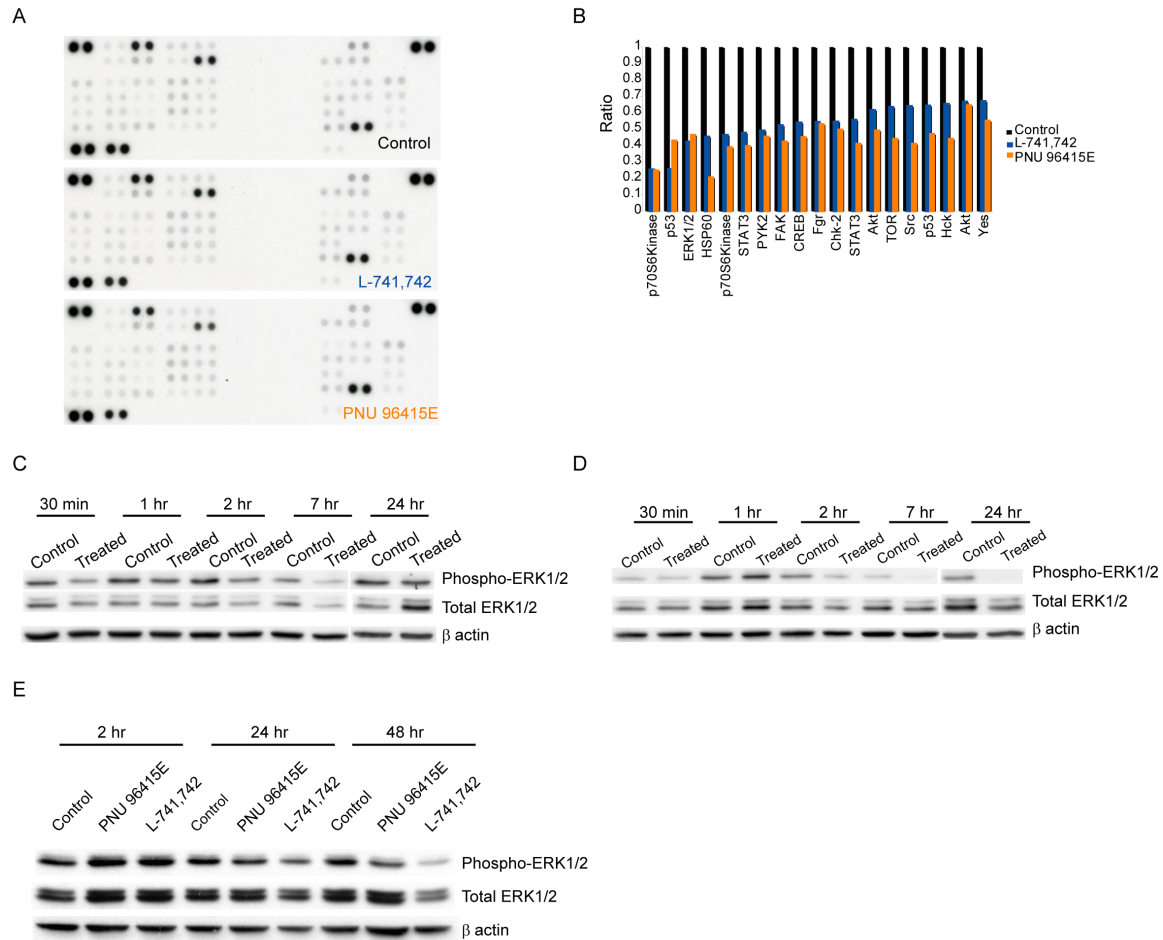 A
Control
L-741,742
PNU 96415E
B
Ratio
1
0.9
0.8
0.7
0.6
0.5
0.4
0.3
0.2
0.1
0
p70S6Kinase
p53
ERK1/2
HSP60
p70S6Kinase
STAT3
PYK2
FAK
CREB
Fgr
Chk-2
STAT3
Akt
TOR
Src
p53
Hck
Akt
Yes
Control
L-741,742
PNU 96415E
C
30 min 1 hr 2 hr 7 hr 24 hr
Control Treated Control Treated Control Treated Control Treated Control Treated
Phospho-ERK1/2
Total ERK1/2
β actin
D
30 min 1 hr 2 hr 7 hr 24 hr
Control Treated Control Treated Control Treated Control Treated Control Treated
Phospho-ERK1/2
Total ERK1/2
β actin
E
2 hr 24 hr 48 hr
Control PNU 96415E L-741,742 Control PNU 96415E L-741,742 Control PNU 96415E L-741,742
Phospho-ERK1/2
Total ERK1/2
β actin